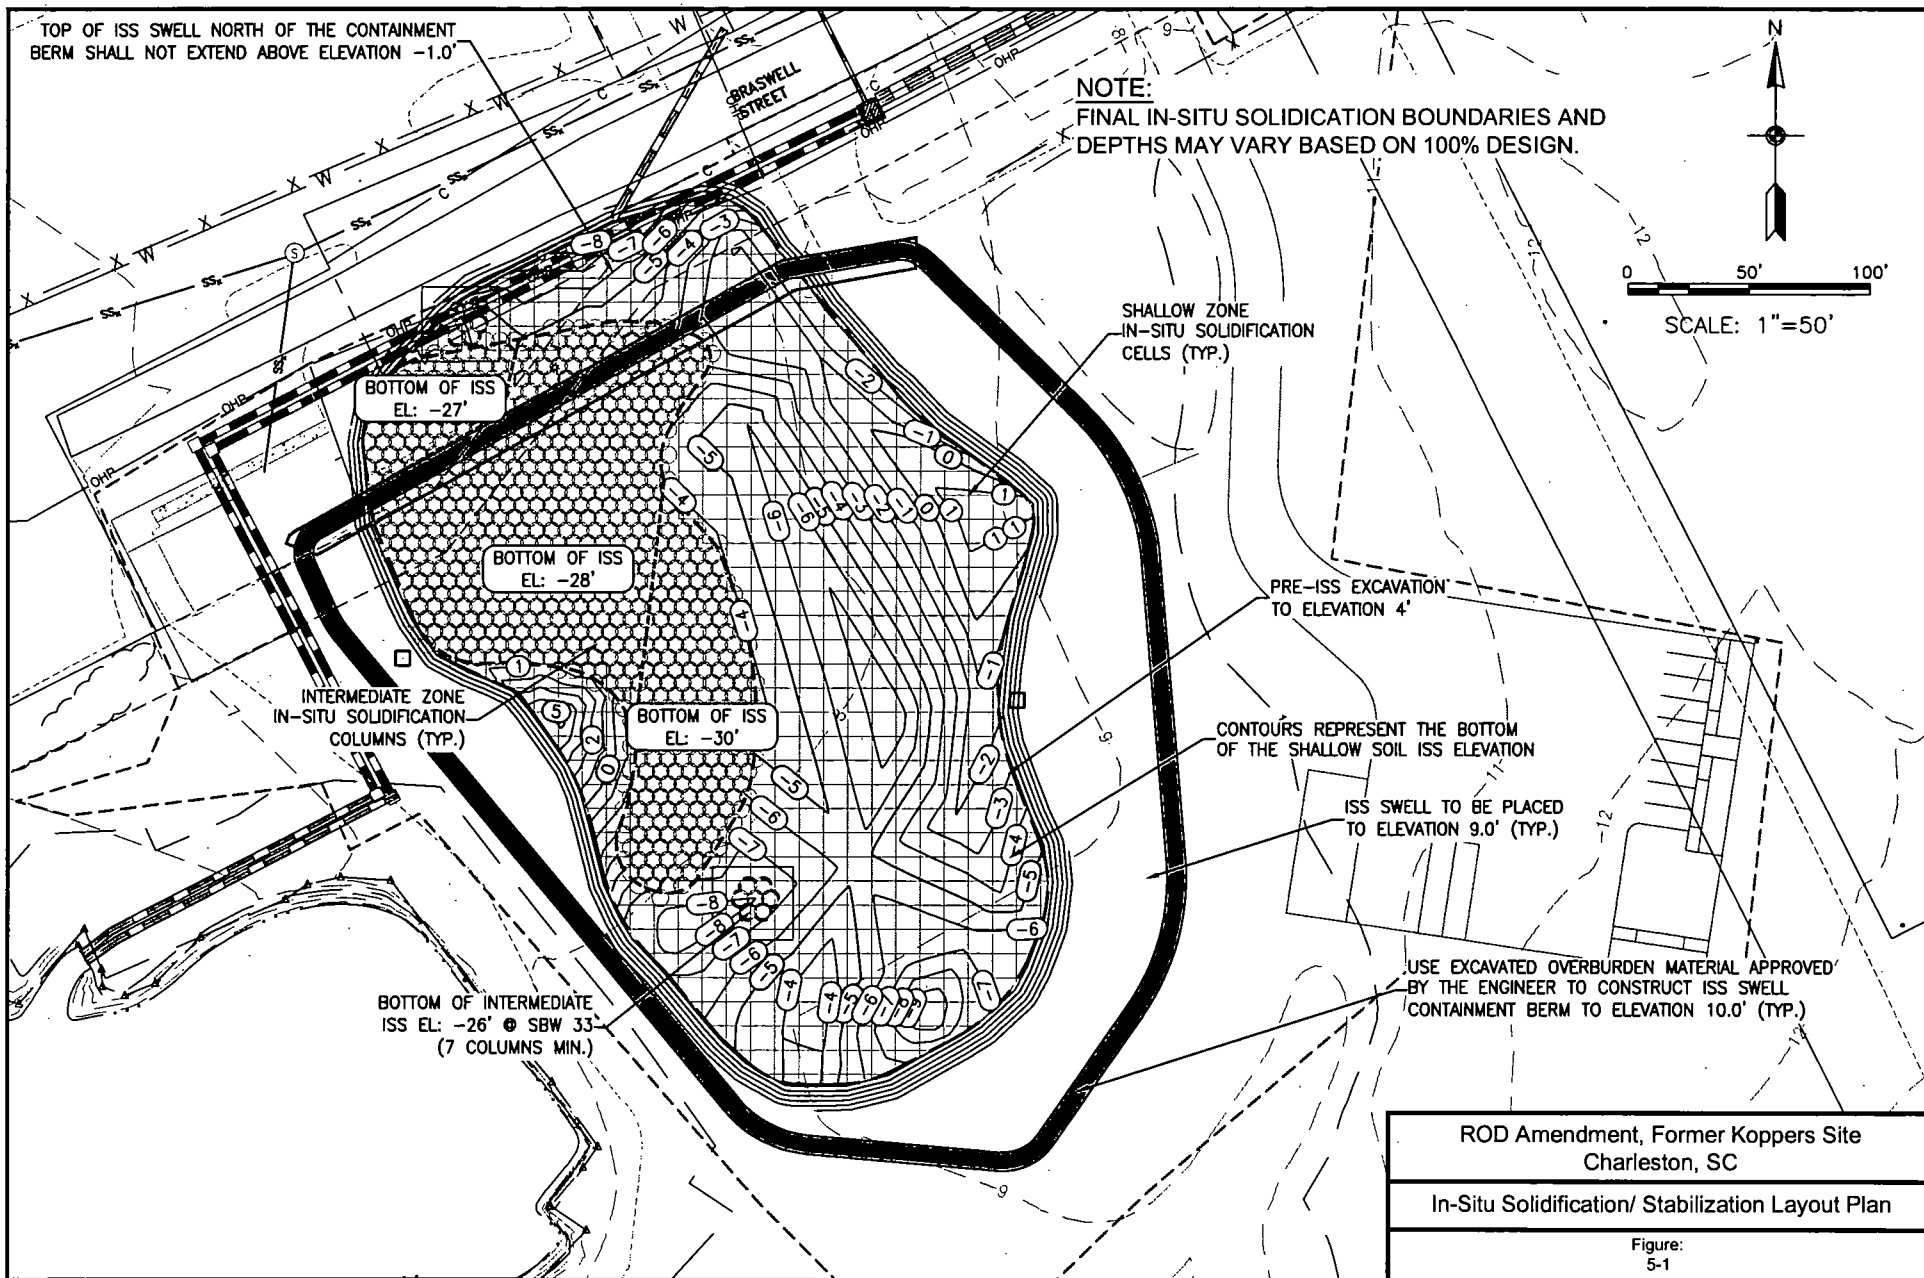 TOP OF ISS SWELL NORTH OF THE CONTAINMENT
BERM SHALL NOT EXTEND ABOVE ELEVATION -1.0'
BRASWELL
STREET
NOTE:
FINAL IN-SITU SOLIDICATION BOUNDARIES AND
DEPTHS MAY VARY BASED ON 100% DESIGN.
N
0 50' 100'
SCALE: 1"=50'
SHALLOW ZONE
IN-SITU SOLIDIFICATION
CELLS (TYP.)
BOTTOM OF ISS
EL: -27'
BOTTOM OF ISS
EL: -28'
PRE-ISS EXCAVATION
TO ELEVATION 4'
INTERMEDIATE ZONE
IN-SITU SOLIDIFICATION
COLUMNS (TYP.)
BOTTOM OF ISS
EL: -30'
CONTOURS REPRESENT THE BOTTOM
OF THE SHALLOW SOIL ISS ELEVATION
ISS SWELL TO BE PLACED
TO ELEVATION 9.0' (TYP.)
USE EXCAVATED OVERBURDEN MATERIAL APPROVED
BY THE ENGINEER TO CONSTRUCT ISS SWELL
CONTAINMENT BERM TO ELEVATION 10.0' (TYP.)
BOTTOM OF INTERMEDIATE
ISS EL: -26' @ SBW 33
(7 COLUMNS MIN.)
ROD Amendment, Former Koppers Site
Charleston, SC
In-Situ Solidification/ Stabilization Layout Plan
Figure:
5-1